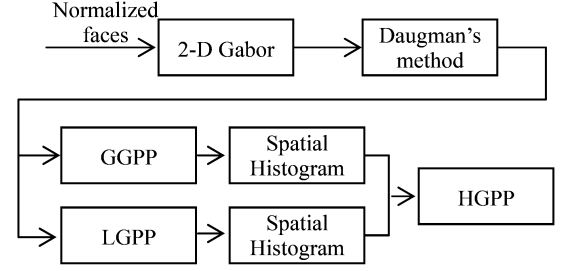 Normalized
faces
2-D Gabor
Daugman's
method
GGPP
Spatial
Histogram
LGPP
Spatial
Histogram
HGPP